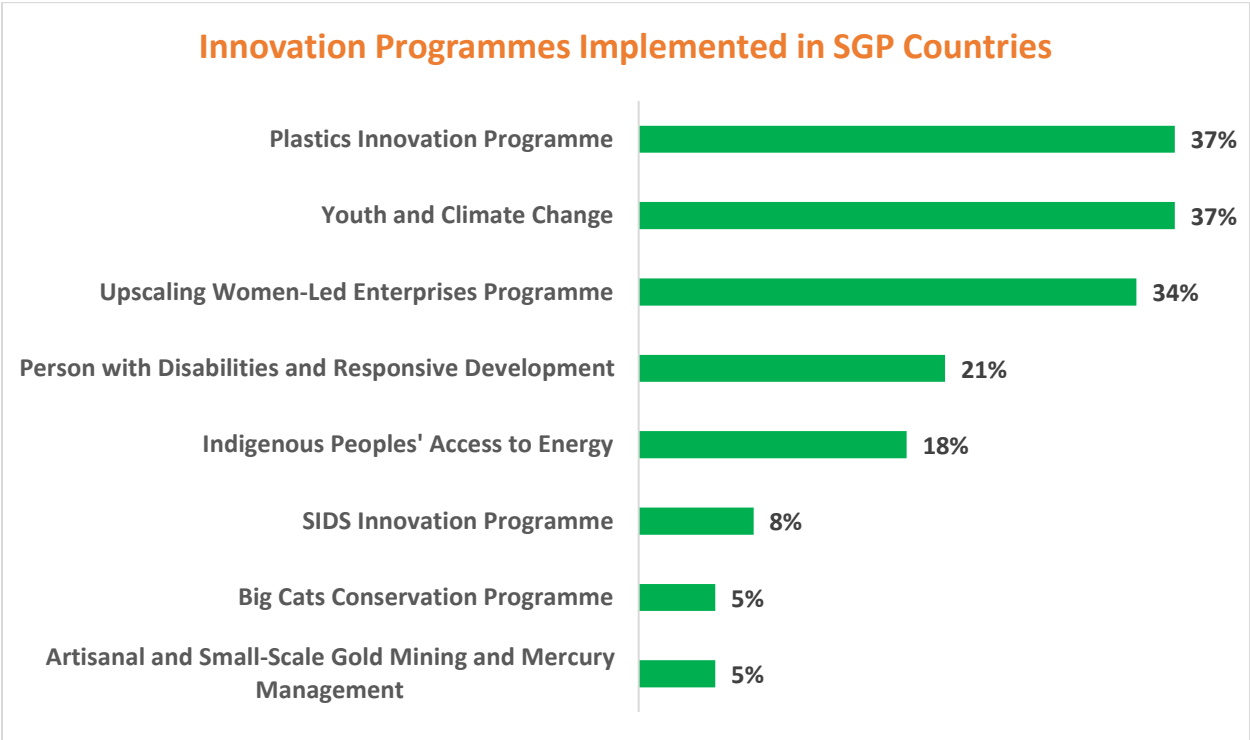 Innovation Programmes Implemented in SGP Countries
Plastics Innovation Programme
37%
Youth and Climate Change
37%
Upscaling Women-Led Enterprises Programme
34%
Person with Disabilities and Responsive Development
21%
Indigenous Peoples' Access to Energy
18%
SIDS Innovation Programme
8%
Big Cats Conservation Programme
5%
Artisanal and Small-Scale Gold Mining and Mercury
Management
5%